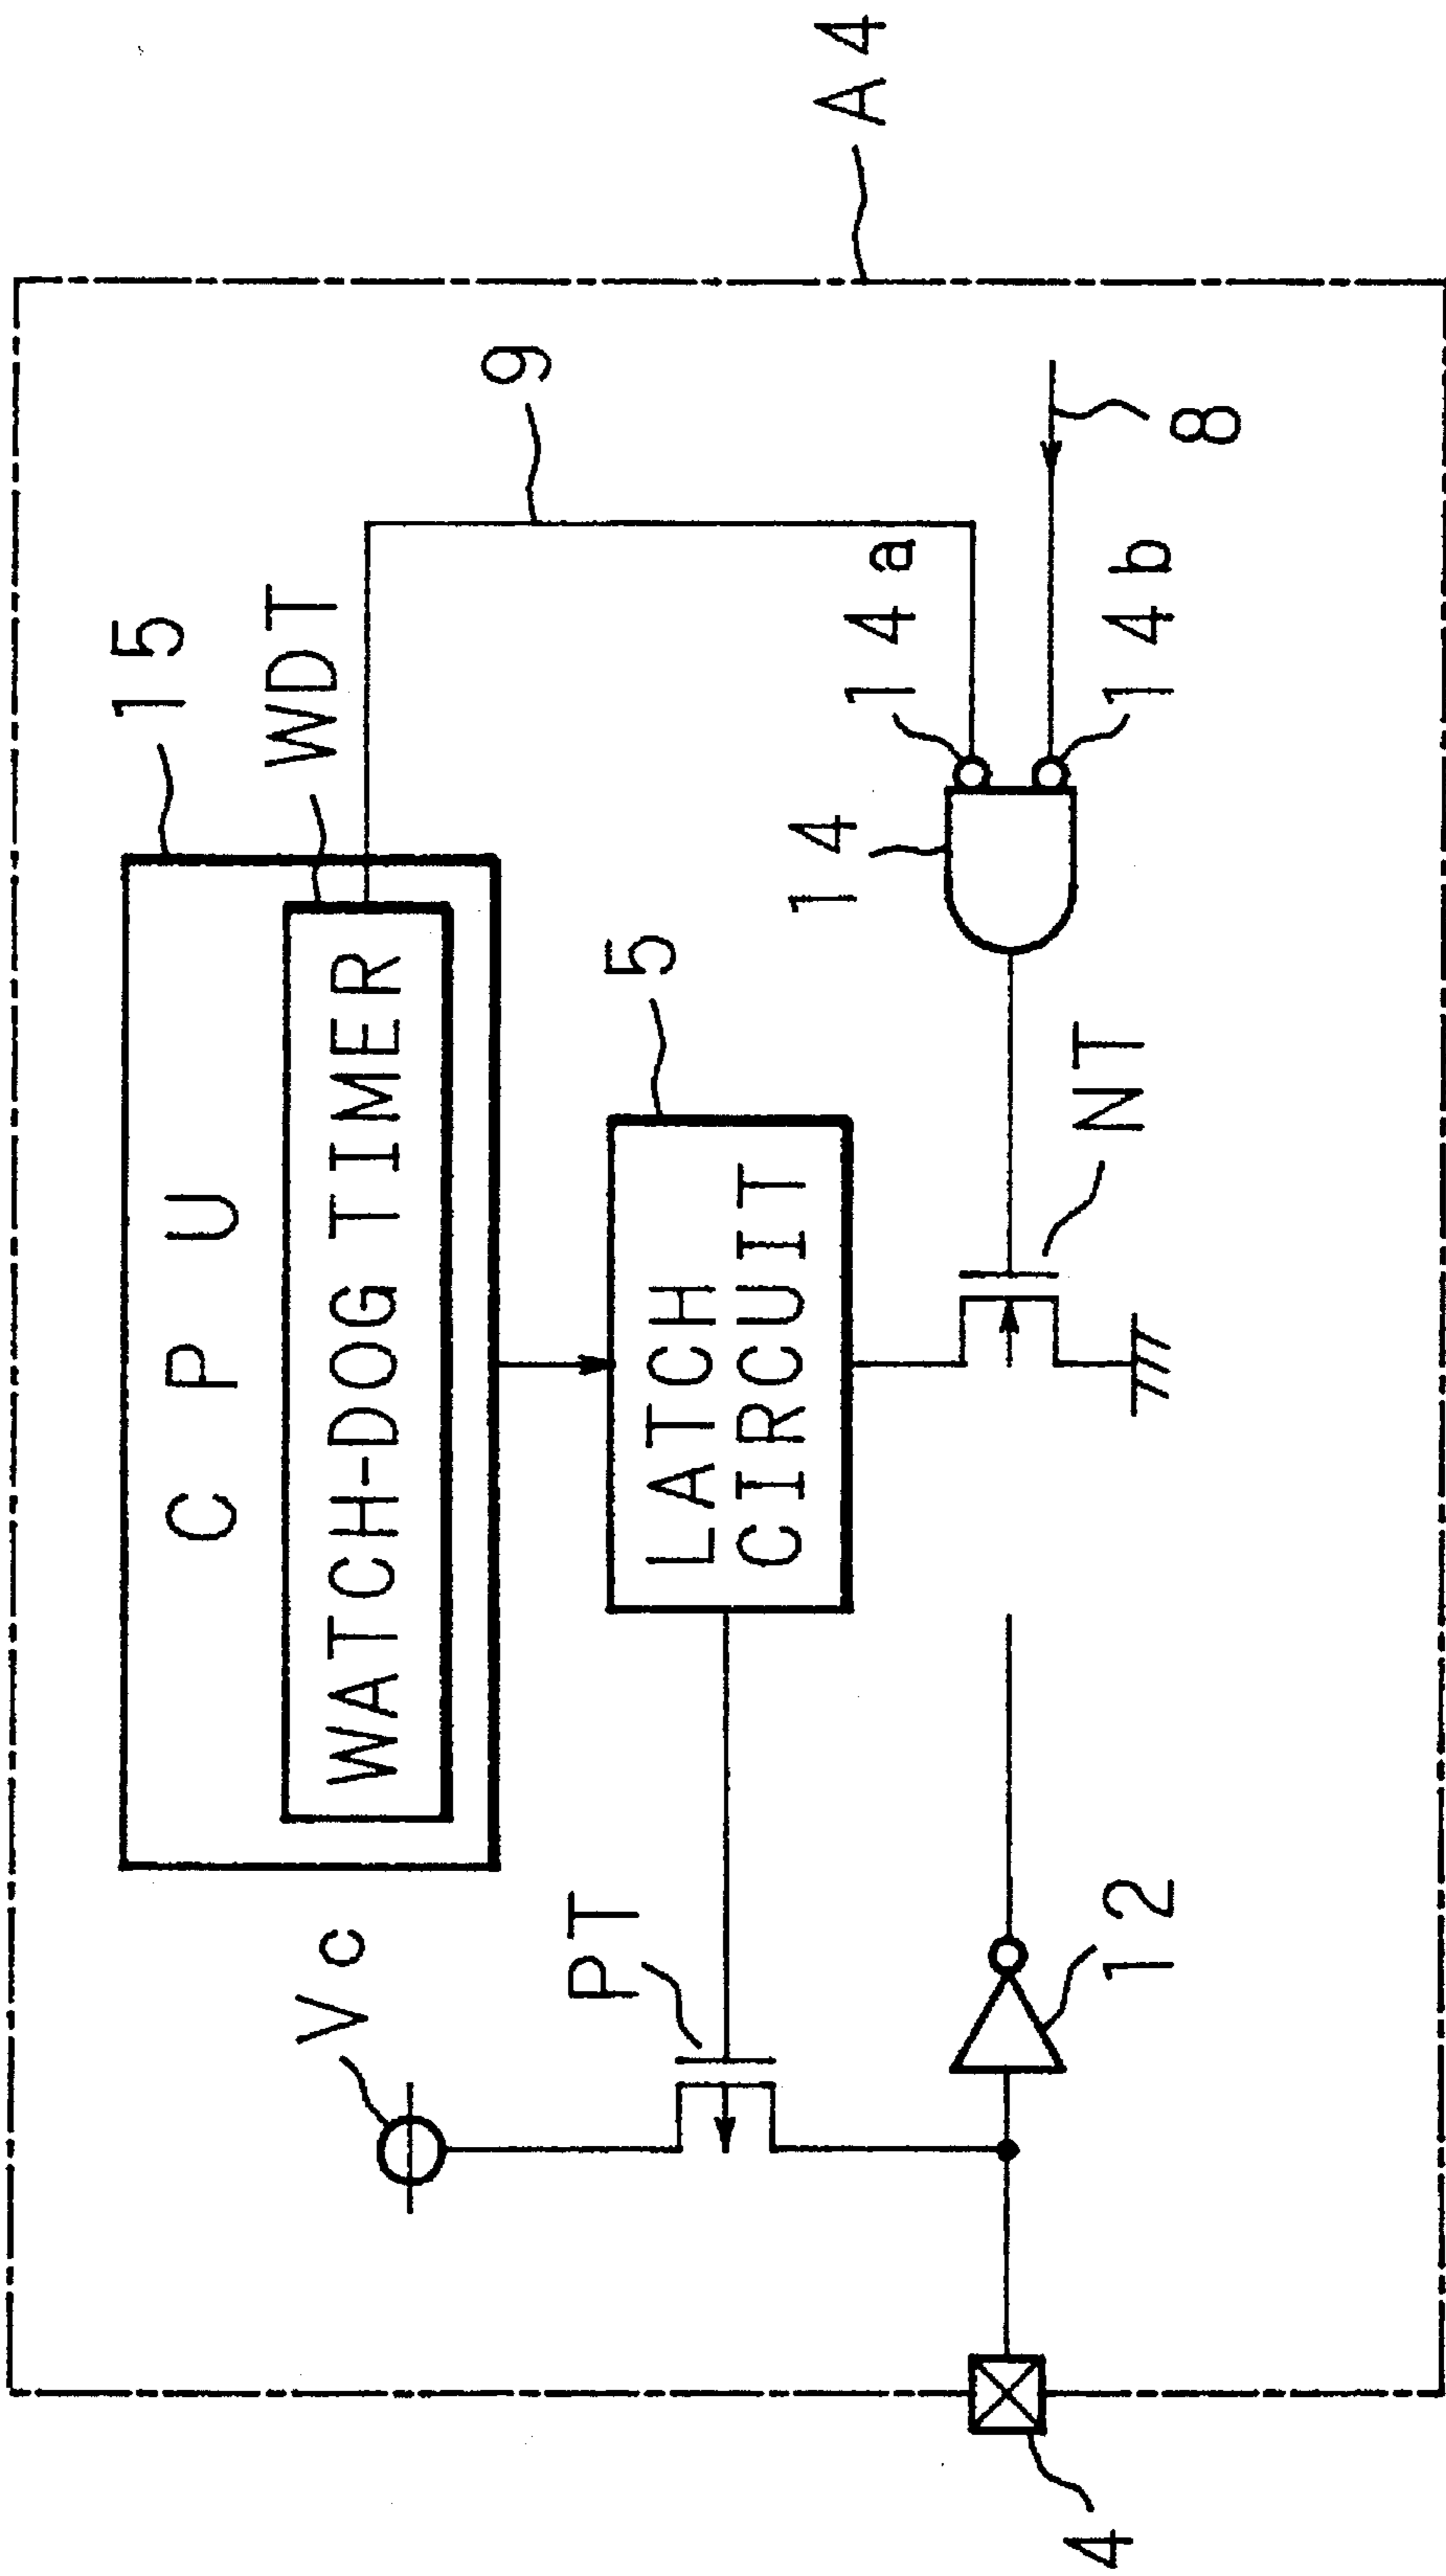 A4
15
CPU
WDT
WATCH-DOG TIMER
9
Vc
5
LATCH
CIRCUIT
PT
14
14a
8
14b
NT
12
4